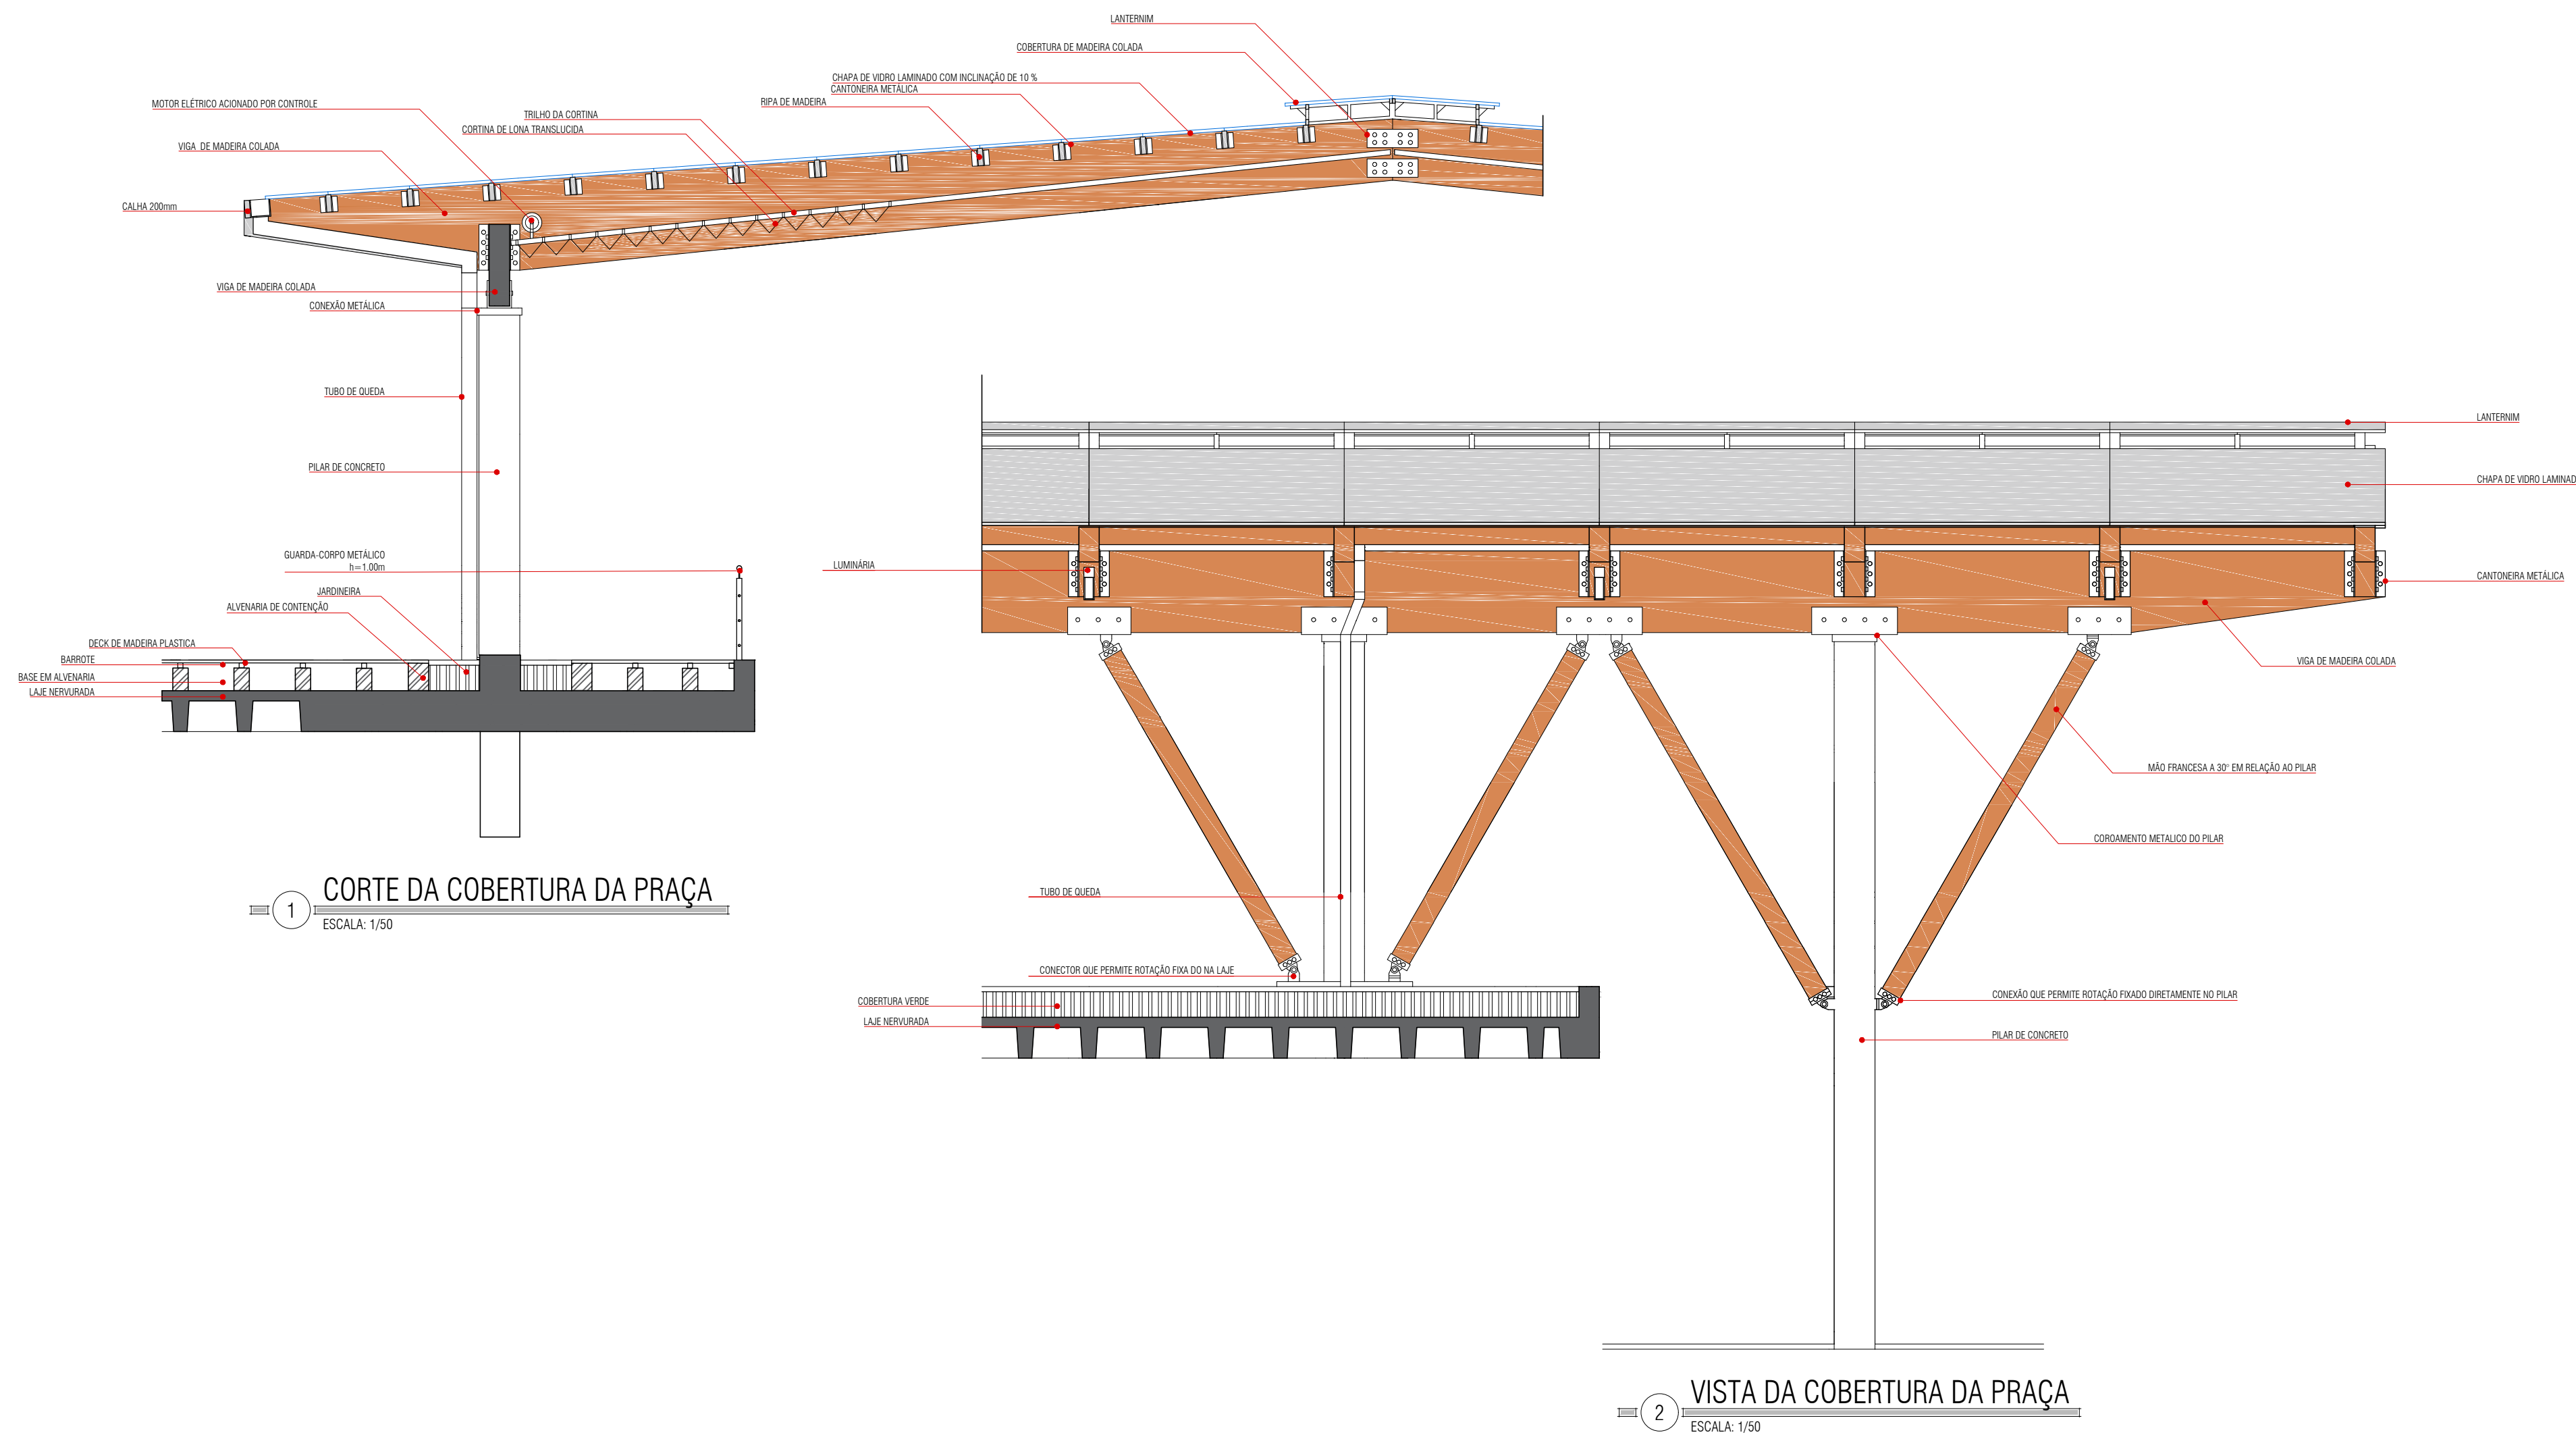 LANTERNIM
COBERTURA DE MADEIRA COLADA
CHAPA DE VIDRO LAMINADO COM INCLINAÇÃO DE 10 %
CANTONEIRA METÁLICA
RIPA DE MADEIRA
MOTOR ELÉTRICO ACIONADO POR CONTROLE
TRILHO DA CORTINA
CORTINA DE LONA TRANSLUCIDA
VIGA DE MADEIRA COLADA
CALHA 200mm
VIGA DE MADEIRA COLADA
CONEXÃO METÁLICA
TUBO DE QUEDA
PILAR DE CONCRETO
GUARDA-CORPO METÁLICO
h=1.00m
JARDINEIRA
ALVENARIA DE CONTENÇÃO
DECK DE MADEIRA PLASTICA
BARROTE
BASE EM ALVENARIA
LAJE NERVURADA
1
CORTE DA COBERTURA DA PRAÇA
ESCALA: 1/50
LANTERNIM
CHAPA DE VIDRO LAMINAD
LUMINÁRIA
CANTONEIRA METÁLICA
VIGA DE MADEIRA COLADA
MÃO FRANCESA A 30° EM RELAÇÃO AO PILAR
COROAMENTO METALICO DO PILAR
TUBO DE QUEDA
CONECTOR QUE PERMITE ROTAÇÃO FIXA DO NA LAJE
COBERTURA VERDE
LAJE NERVURADA
CONEXÃO QUE PERMITE ROTAÇÃO FIXADO DIRETAMENTE NO PILAR
PILAR DE CONCRETO
2
VISTA DA COBERTURA DA PRAÇA
ESCALA: 1/50